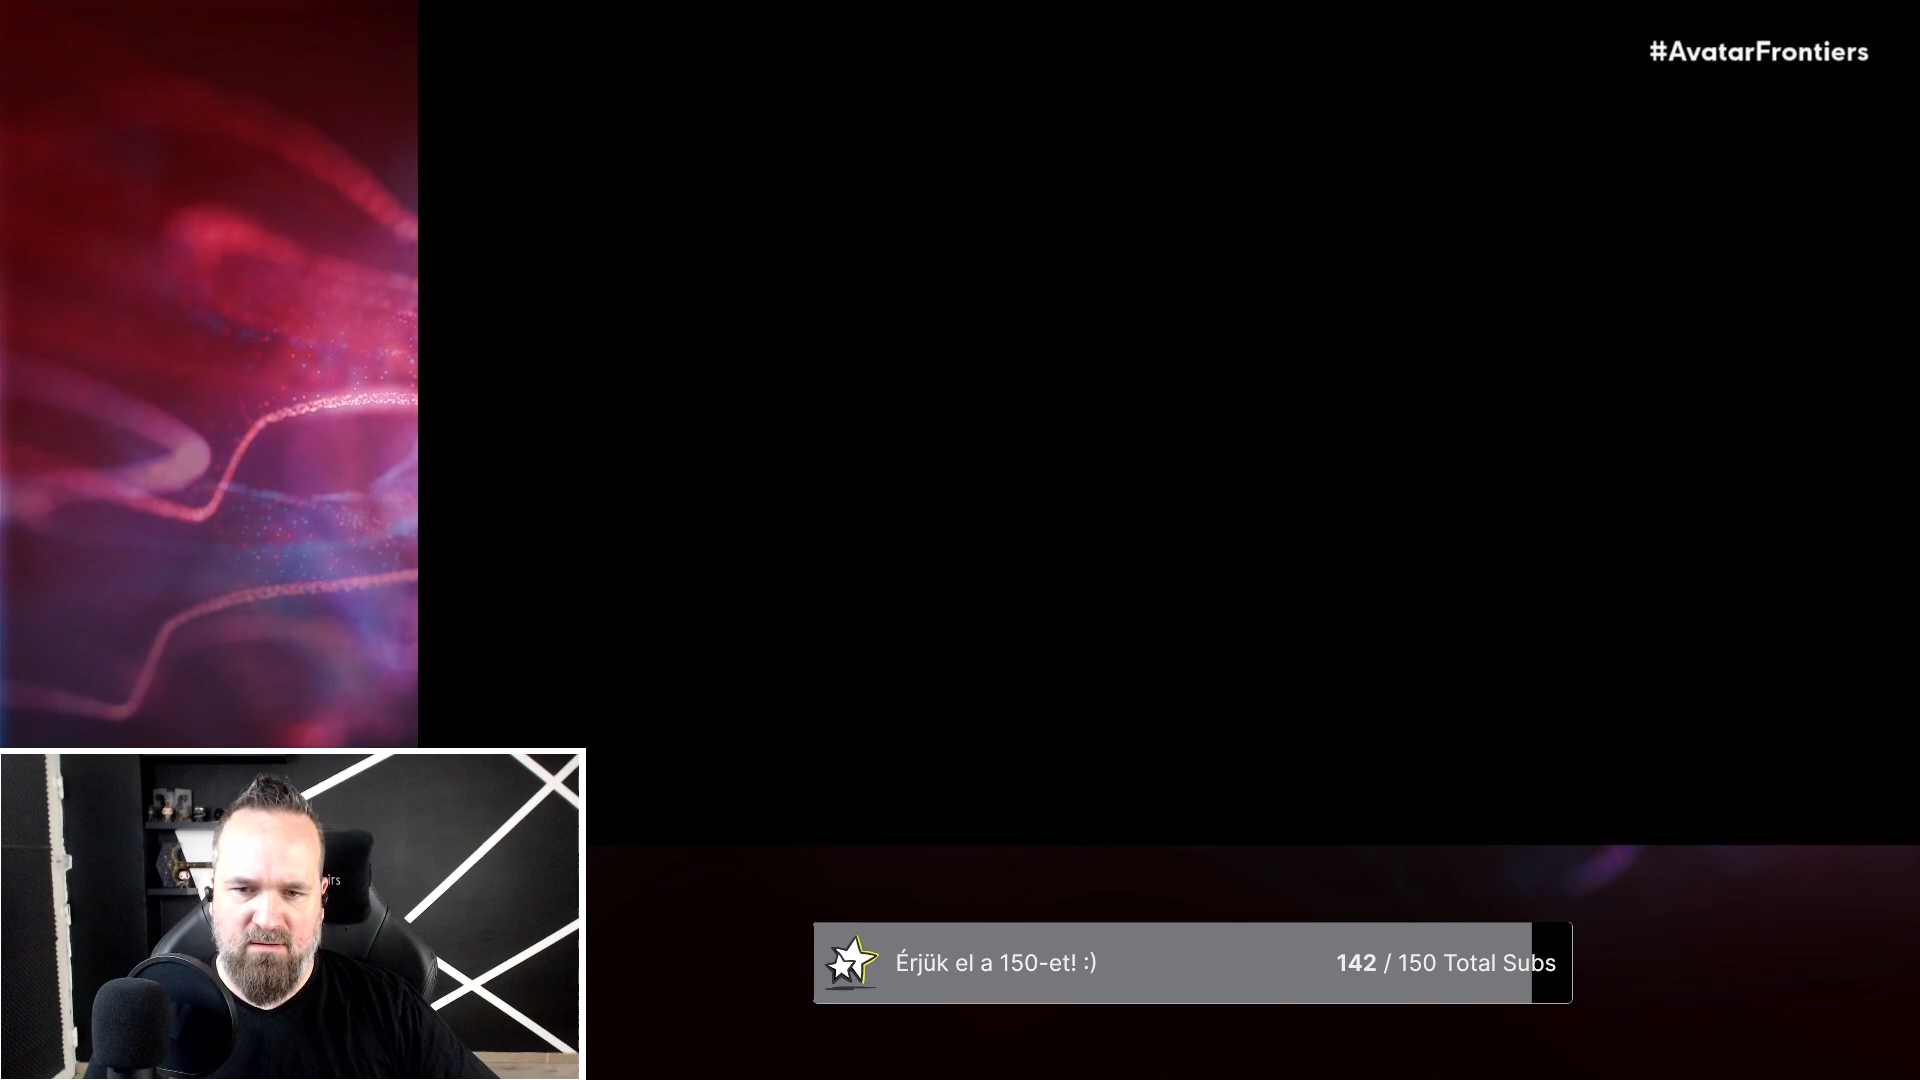 #AvatarFrontiers
Érjük el a 150-et! :)
142 / 150 Total Subs